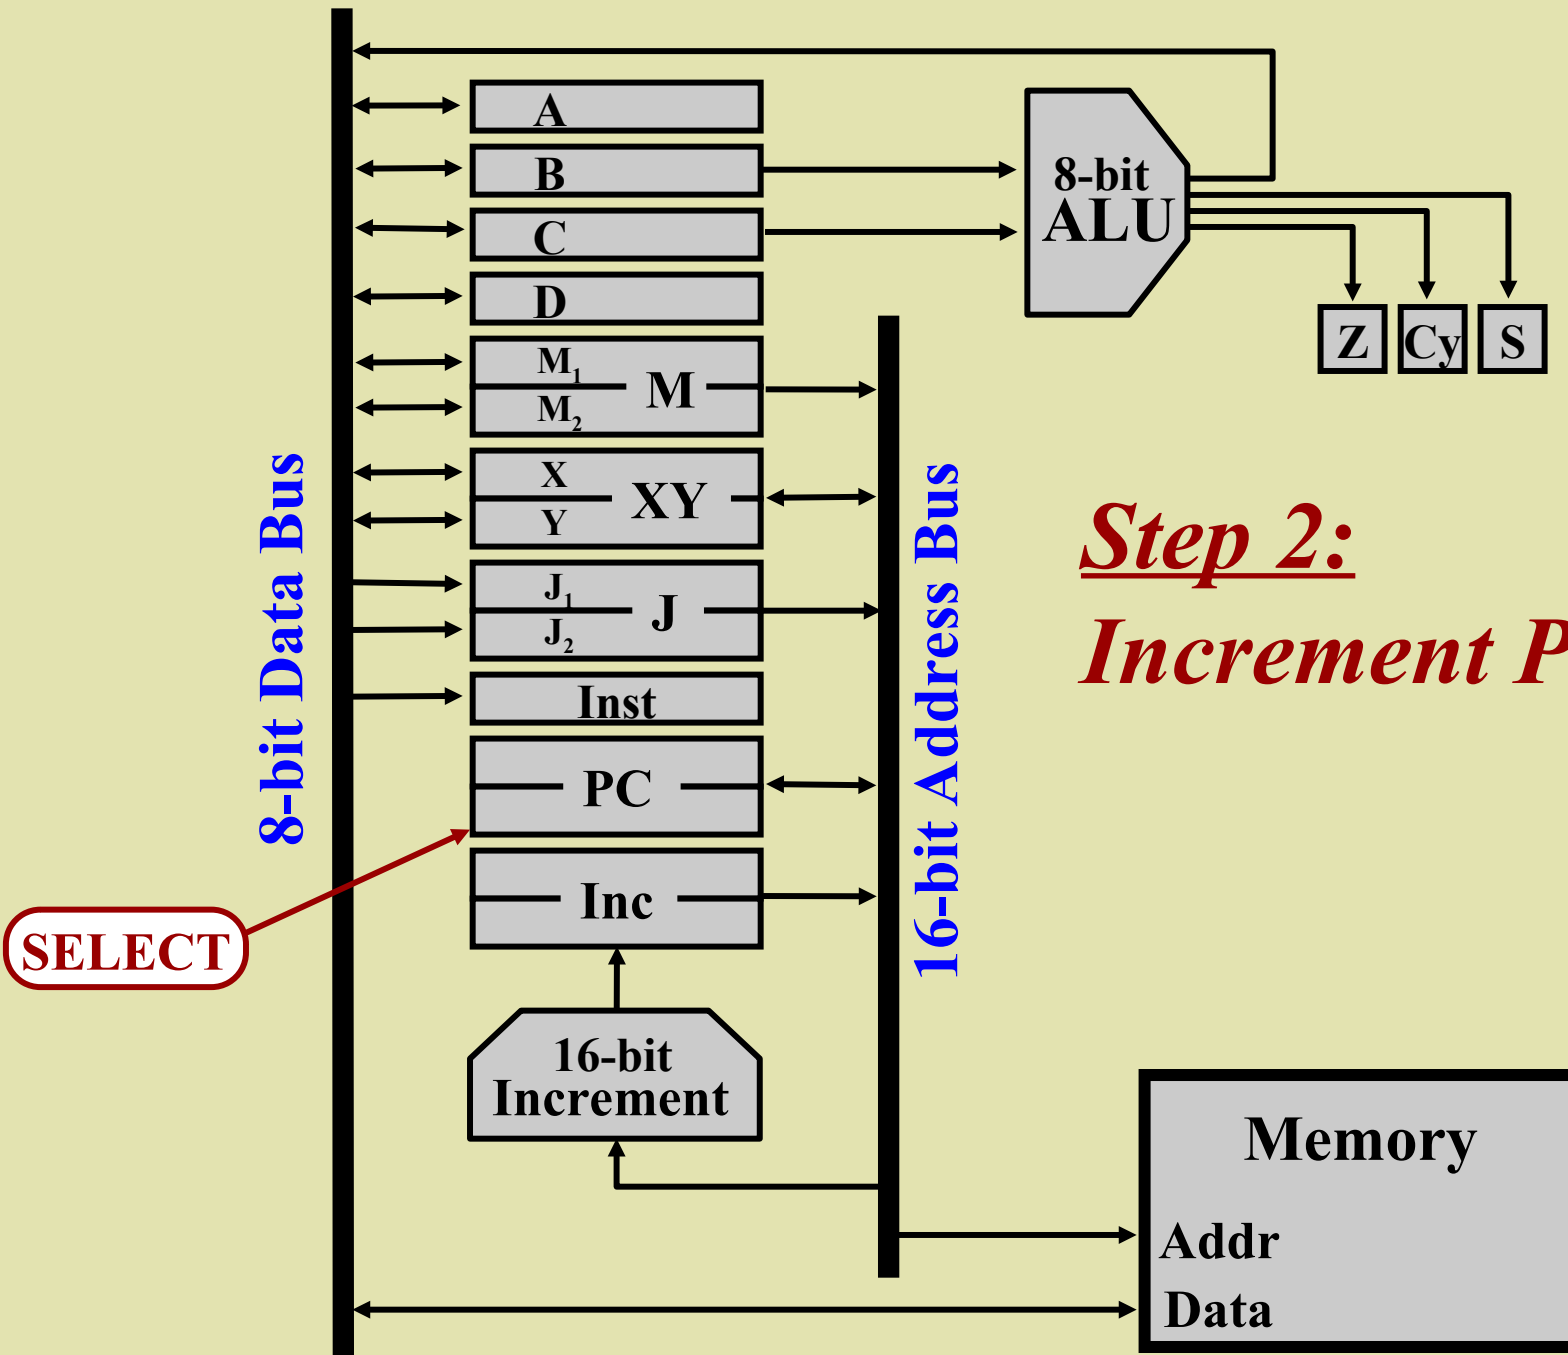 A
B
C
D
M₁
M₂
M
X
Y
XY
J₁
J₂
J
Inst
PC
Inc
16-bit
Increment
8-bit
ALU
Z
Cy
S
8-bit Data Bus
16-bit Address Bus
Step 2:
Increment P
SELECT
Memory
Addr
Data